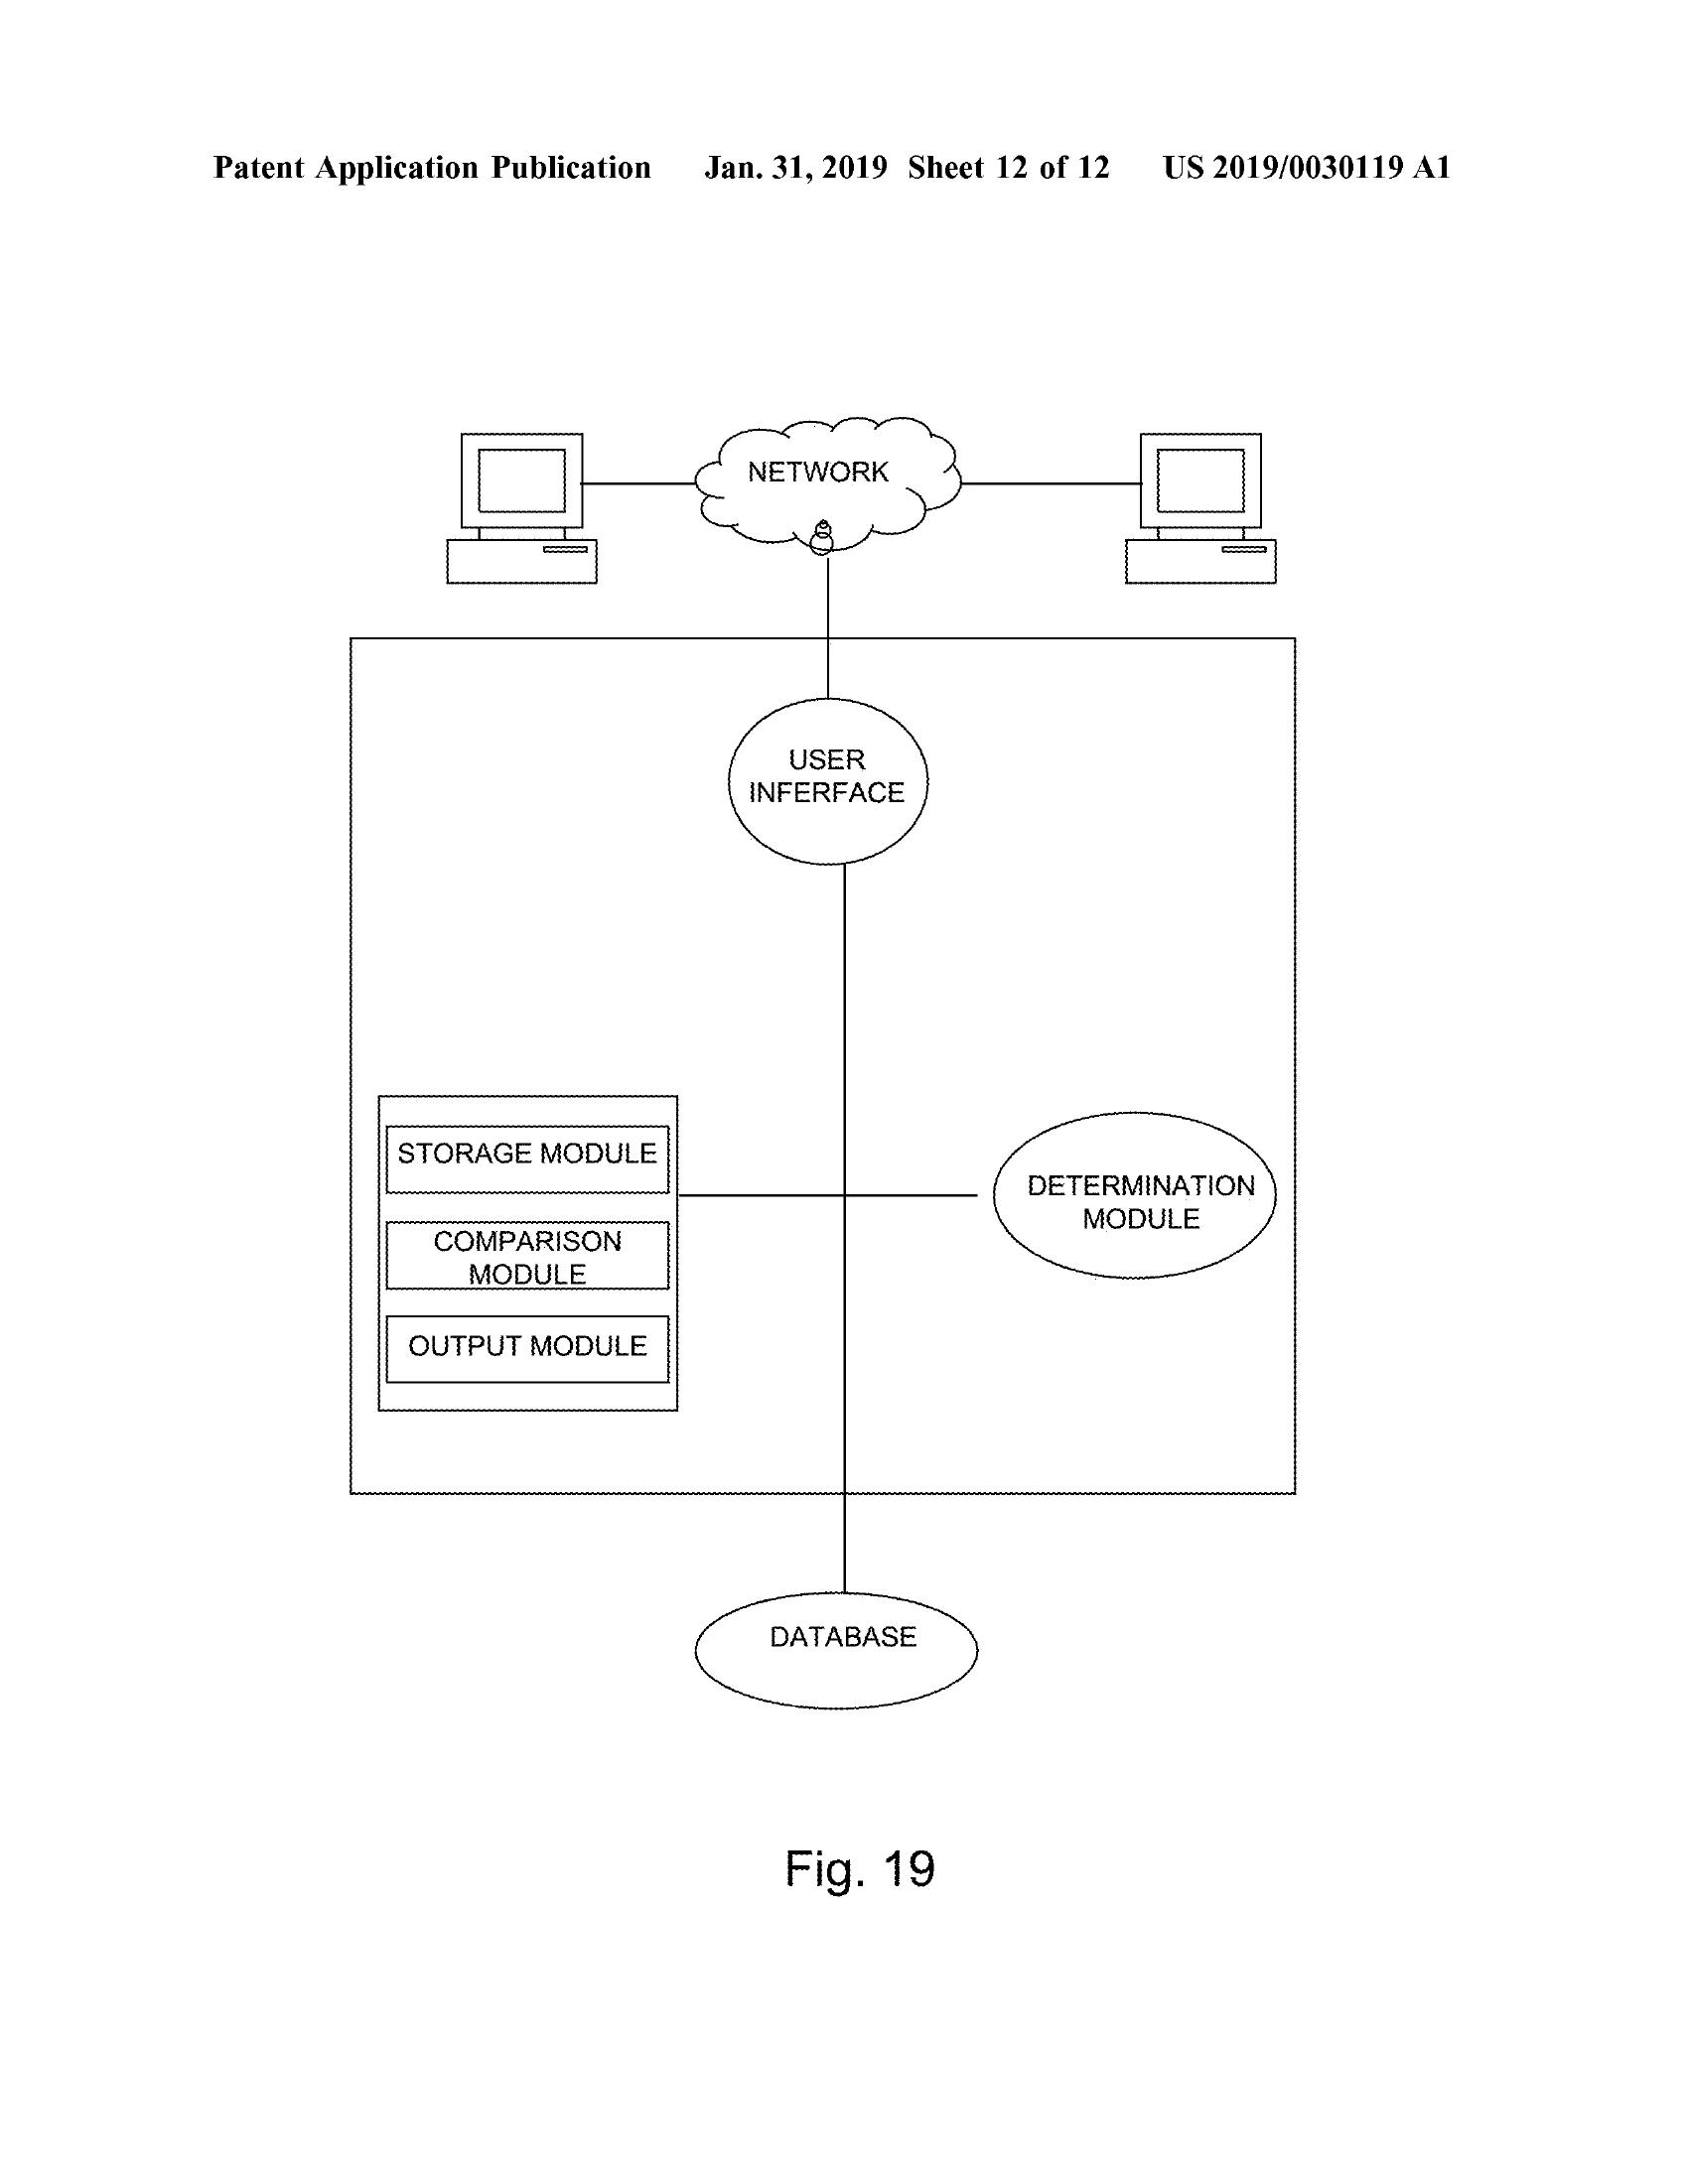 Patent Application Publication Jan. 31, 2019 Sheet 12 of 12 US 2019/0030119 A1
NETWORK
USER
INFERFACE
STORAGE MODULE
COMPARISON
MODULE
OUTPUT MODULE
DETERMINATION
MODULE
DATABASE
Fig. 19